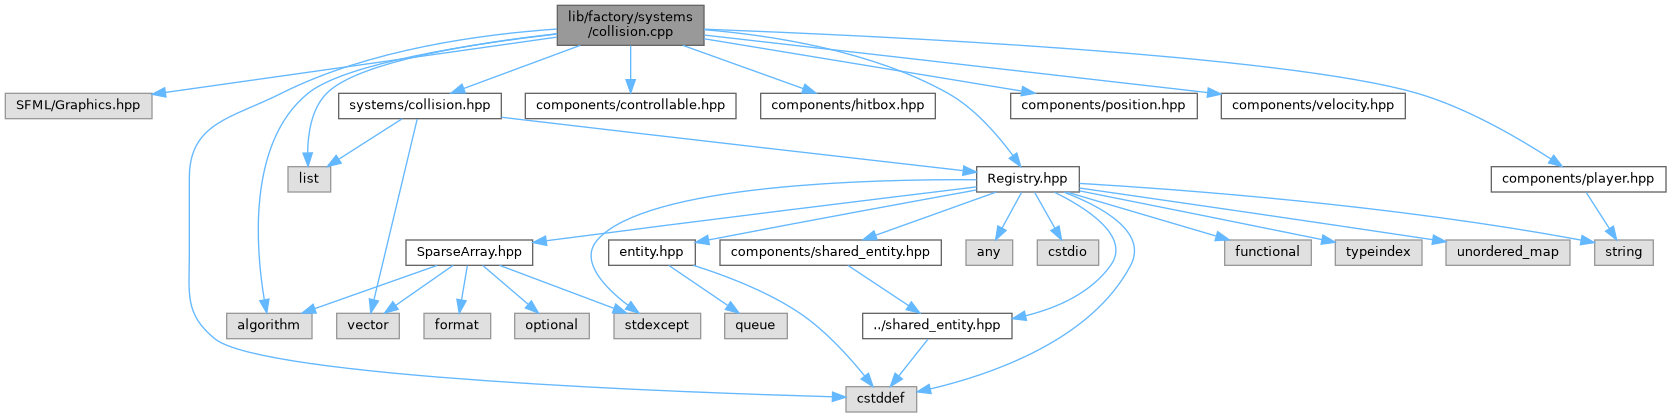 lib/factory/systems
/collision.cpp
SFML/Graphics.hpp
systems/collision.hpp
components/controllable.hpp
components/hitbox.hpp
components/position.hpp
components/velocity.hpp
list
Registry.hpp
components/player.hpp
SparseArray.hpp
entity.hpp
components/shared_entity.hpp
any
cstdio
functional
typeindex
unordered_map
string
algorithm
vector
format
optional
stdexcept
queue
../shared_entity.hpp
cstddef